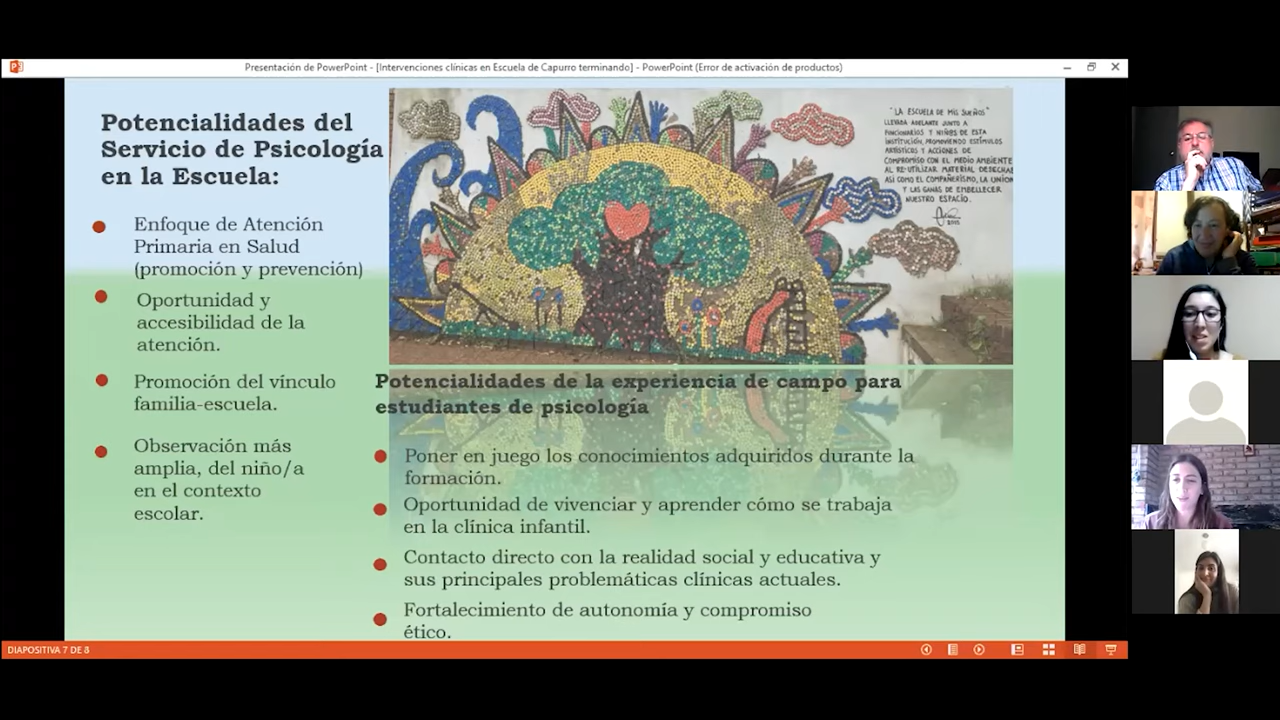 Presentación de PowerPoint - [Intervenciones clínicas en Escuela de Capurro terminando] - PowerPoint (Error de activación de productos)
Potencialidades del
Servicio de Psicología
en la Escuela:
Enfoque de Atención
Primaria en Salud
(promoción y prevención)
Oportunidad y
accesibilidad de la
atención.
Promoción del vínculo
familia-escuela.
Observación más
amplia, del niño/a
en el contexto
escolar.
"LA ESCUELA DE MIS SUEÑOS"
LLEVADA ADELANTE JUNTO A
FUNCIONARIOS Y NIÑOS DE ESTA
INSTITUCIÓN, PROMOVIENDO ESTÍMULOS
ARTÍSTICOS Y ACCIONES DE
COMPROMISO CON EL MEDIO AMBIENTE
AL RE-UTILIZAR MATERIAL
ASÍ COMO EL COMPAÑERISMO, LA UNION
Y LAS GANAS DE EMBELLECER
NUESTRO ESPACIO.
2015
Potencialidades de la experiencia de campo para
estudiantes de psicología
Poner en juego los conocimientos adquiridos durante la
formación.
Oportunidad de vivenciar y aprender cómo se trabaja
en la clínica infantil.
Contacto directo con la realidad social y educativa y
sus principales problemáticas clínicas actuales.
Fortalecimiento de autonomía y compromiso
ético.
DIAPOSITIVA 7 DE 8